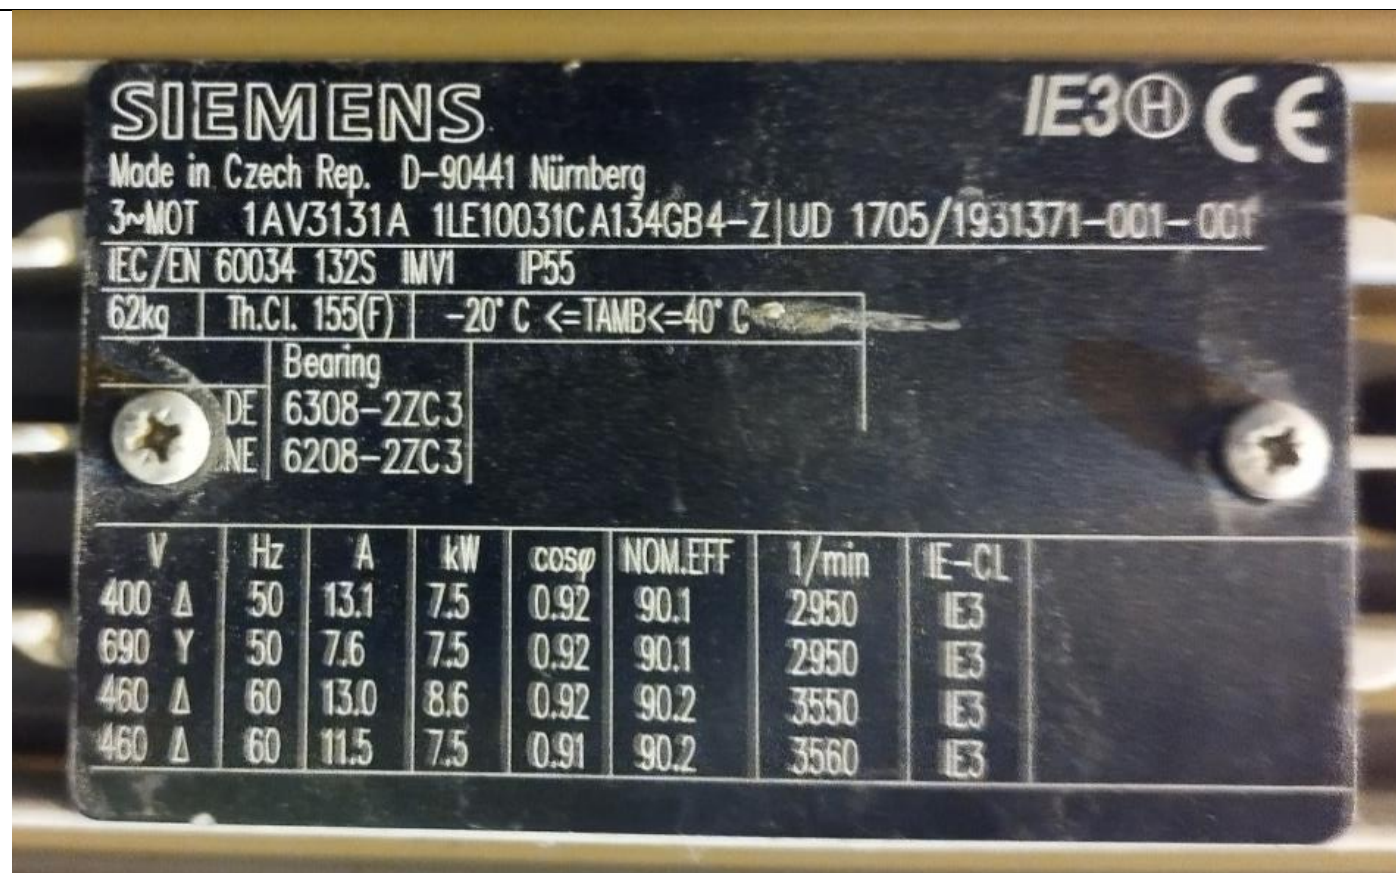 SIEMENS IE3 H CE
Made in Czech Rep. D-90441 Nürnberg
3~MOT 1AV3131A 1LE10031CA134GB4-Z UD 1705/1931371-001-001
IEC/EN 60034 132S IMV1 IP55
62kg Th.Cl. 155(F) -20°C <=TAMB<=40°C
Bearing
DE 6308-2ZC3
NE 6208-2ZC3
V Hz A kW cosφ NOM.EFF 1/min IE-CL
400 Δ 50 13.1 7.5 0.92 90.1 2950 IE3
690 Y 50 7.6 7.5 0.92 90.1 2950 IE3
460 Δ 60 13.0 8.6 0.92 90.2 3550 IE3
460 Δ 60 11.5 7.5 0.91 90.2 3560 IE3